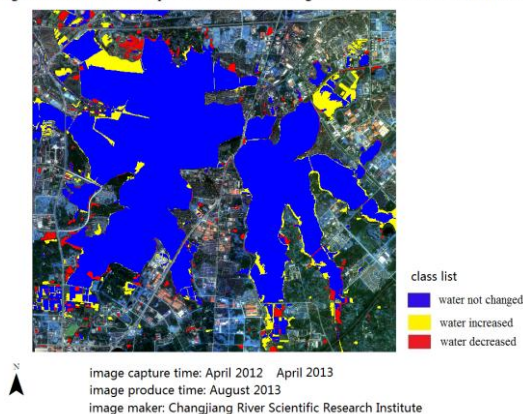 class list
water not changed
water increased
water decreased
N
image capture time: April 2012 April 2013
image produce time: August 2013
image maker: Changjiang River Scientific Research Institute